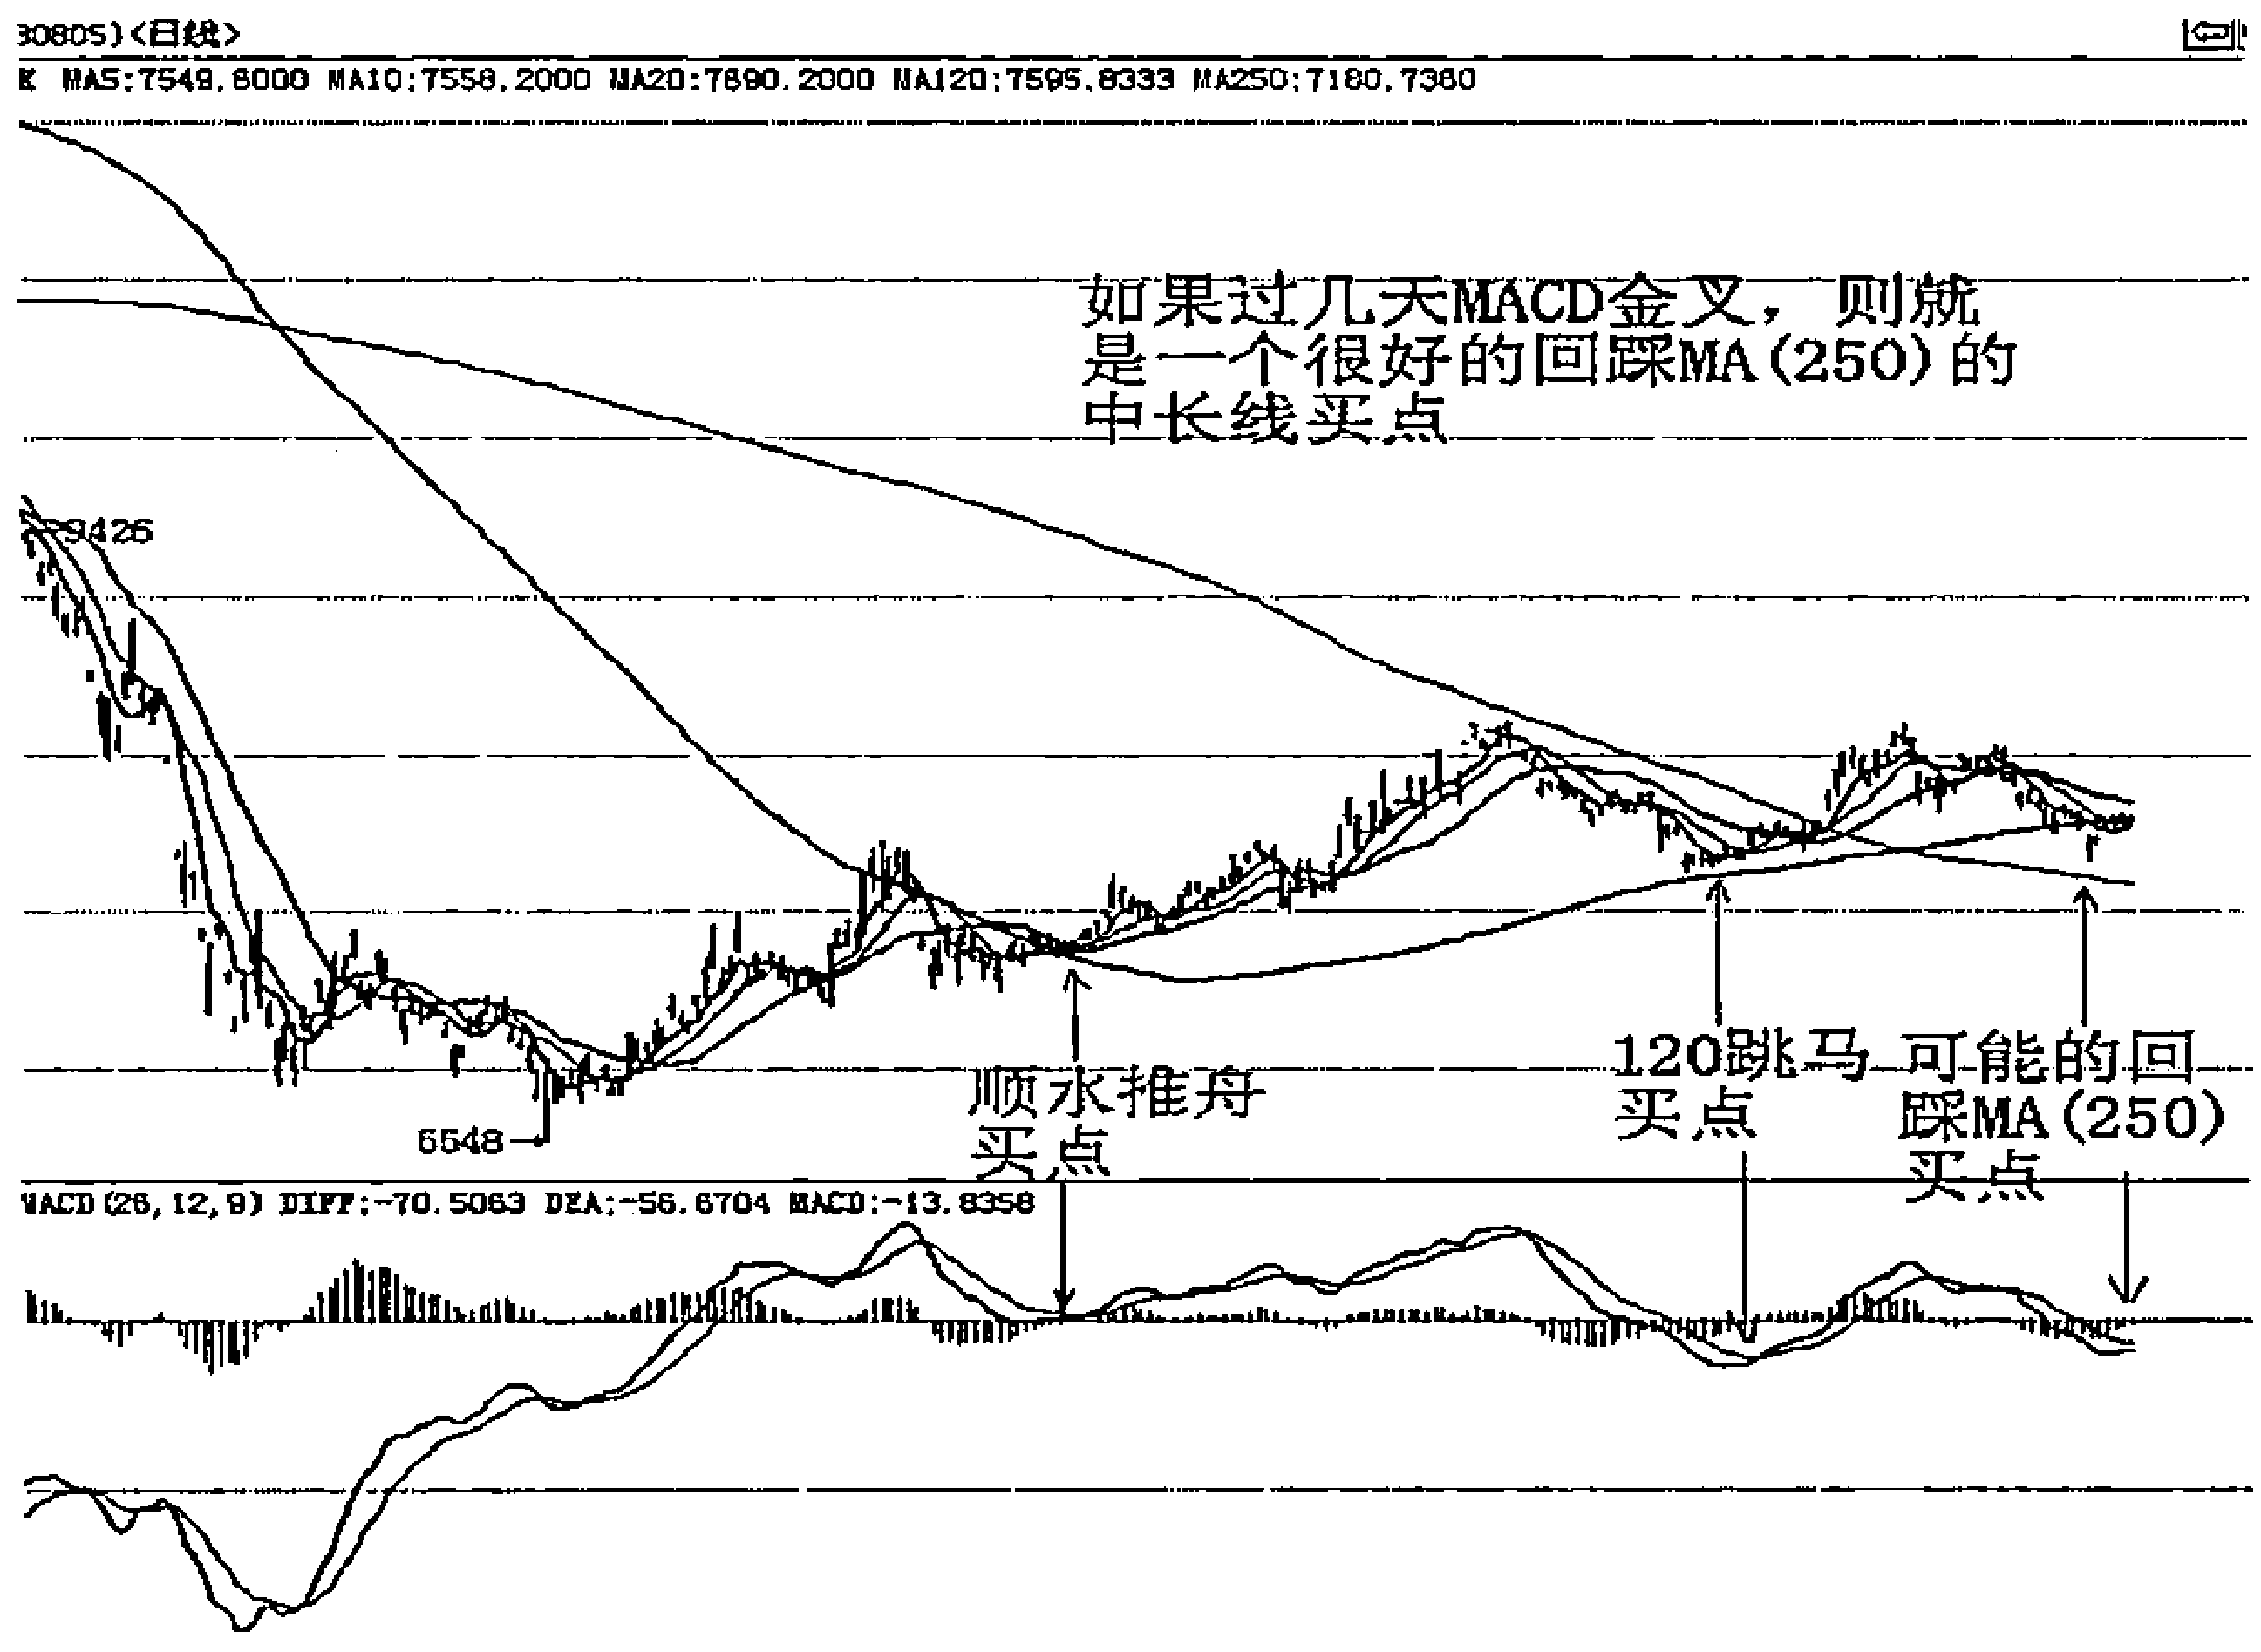 30805)<日线>
K MA5:7549.6000 MA10:7558.2000 MA20:7690.2000 MA120:7595.8333 MA250:7180.7360
如果过几天MACD金叉，则就
是一个很好的回踩MA(250)的
中长线买点
9426
120跳马
买点
可能的回
踩MA(250)
买点
顺水推舟
买点
6548
MACD(26,12,9) DIFF:-70.5063 DEA:-56.6704 MACD:-13.8358